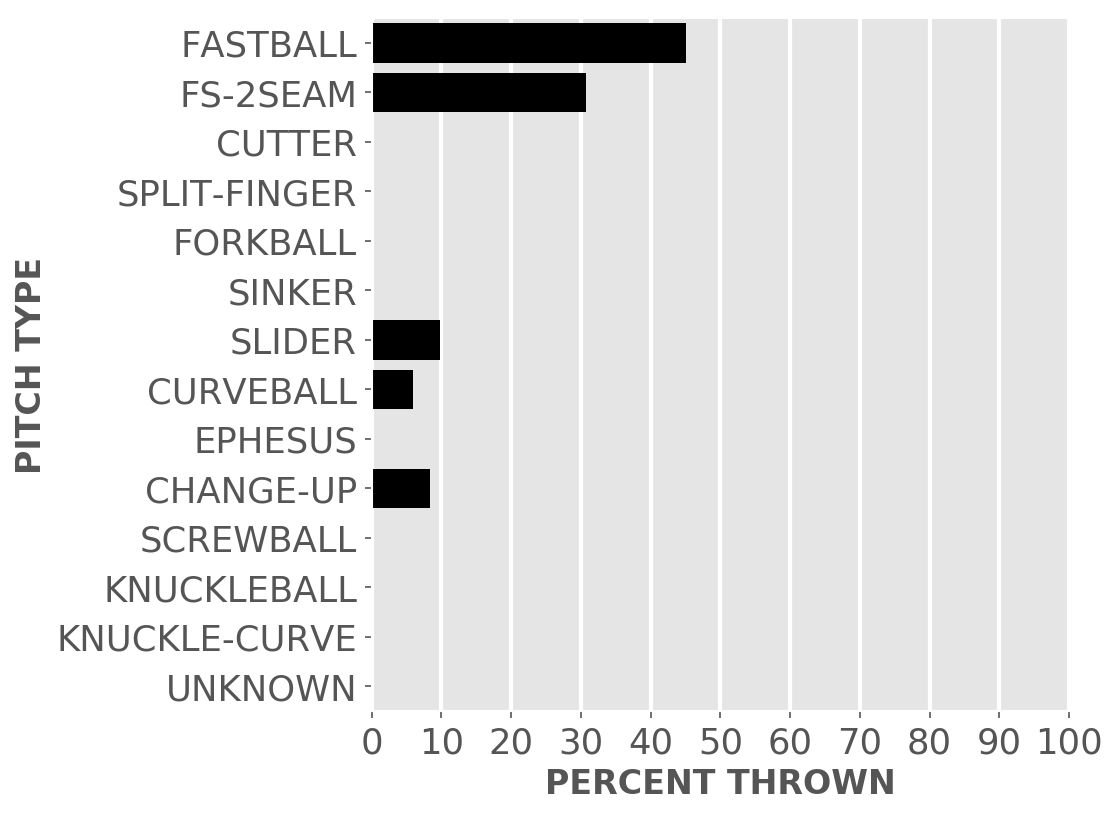 FASTBALL
FS-2SEAM
CUTTER
SPLIT-FINGER
FORKBALL
SINKER
SLIDER
CURVEBALL
EPHESUS
CHANGE-UP
SCREWBALL
KNUCKLEBALL
KNUCKLE-CURVE
UNKNOWN
PITCH TYPE
0 10 20 30 40 50 60 70 80 90 100
PERCENT THROWN